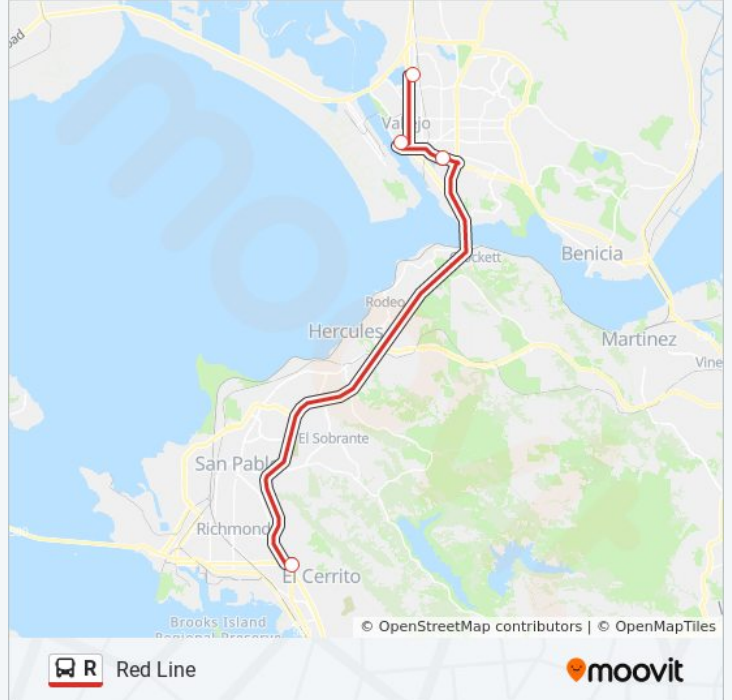 Vallejo
Crockett
Benicia
Rodeo
Hercules
Martinez
Vine
El Sobrante
San Pablo
Richmond
El Cerrito
Brooks Island
Regional Preserve
© OpenStreetMap contributors | © OpenMapTiles
R Red Line
moovit